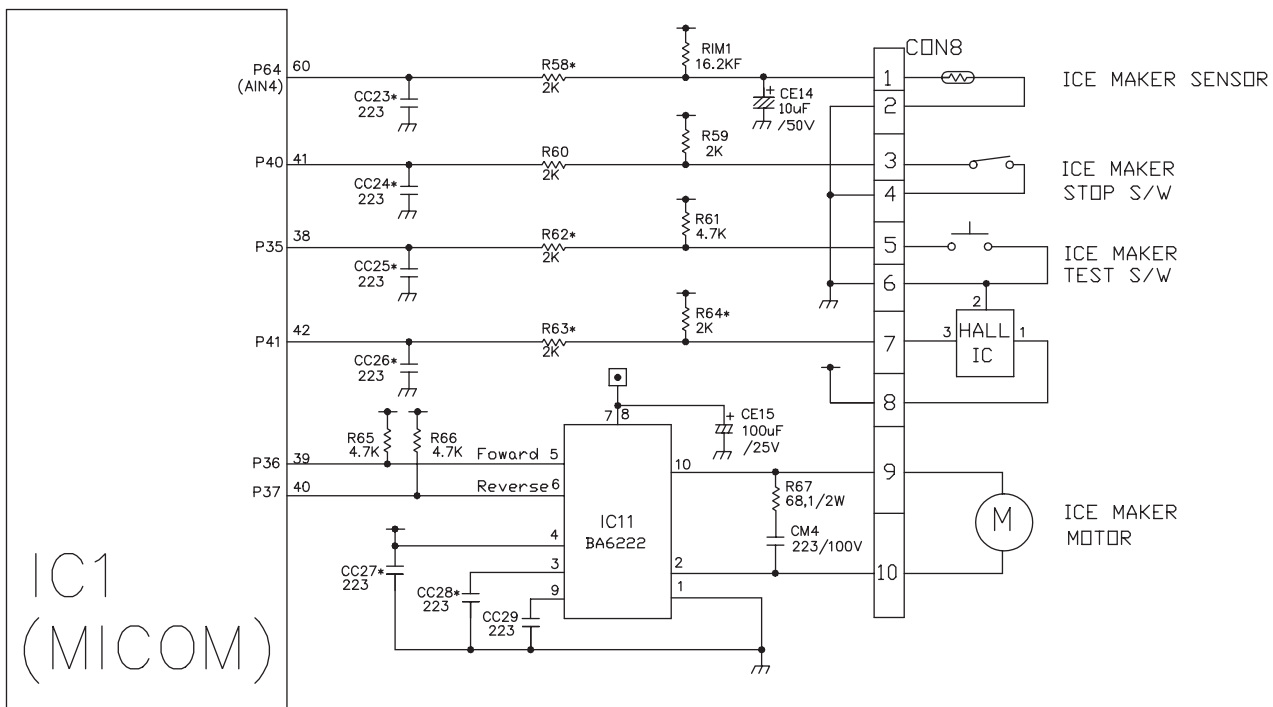 CON8
P64
(AIN4)
60
CC23*
223
R58*
2K
RIM1
16.2KF
+
CE14
10uF
/50V
1
2
ICE MAKER SENSOR
P40
41
CC24*
223
R60
2K
R59
2K
3
4
ICE MAKER
STOP S/W
P35
38
CC25*
223
R62*
2K
R61
4.7K
5
6
ICE MAKER
TEST S/W
P41
42
CC26*
223
R63*
2K
R64*
2K
7
8
2
3
HALL
IC
1
R65
4.7K
R66
4.7K
7
8
+
CE15
100uF
/25V
P36
39
Foward
5
P37
40
Reverse
6
IC11
BA6222
4
3
9
10
2
1
CC27*
223
CC28*
223
CC29
223
R67
68,1/2W
CM4
223/100V
9
10
M
ICE MAKER
MOTOR
IC1
(MICOM)